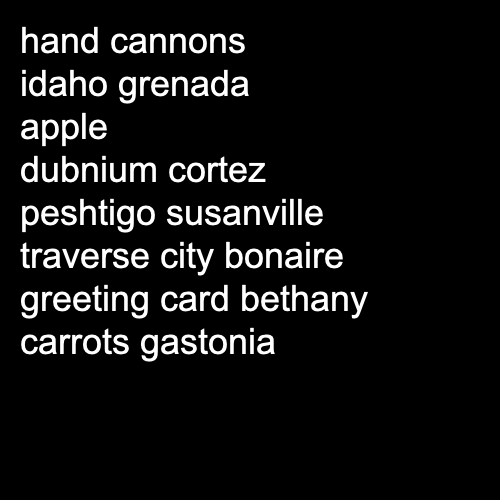 hand cannons
idaho grenada
apple
dubnium cortez
peshtigo susanville
traverse city bonaire
greeting card bethany
carrots gastonia